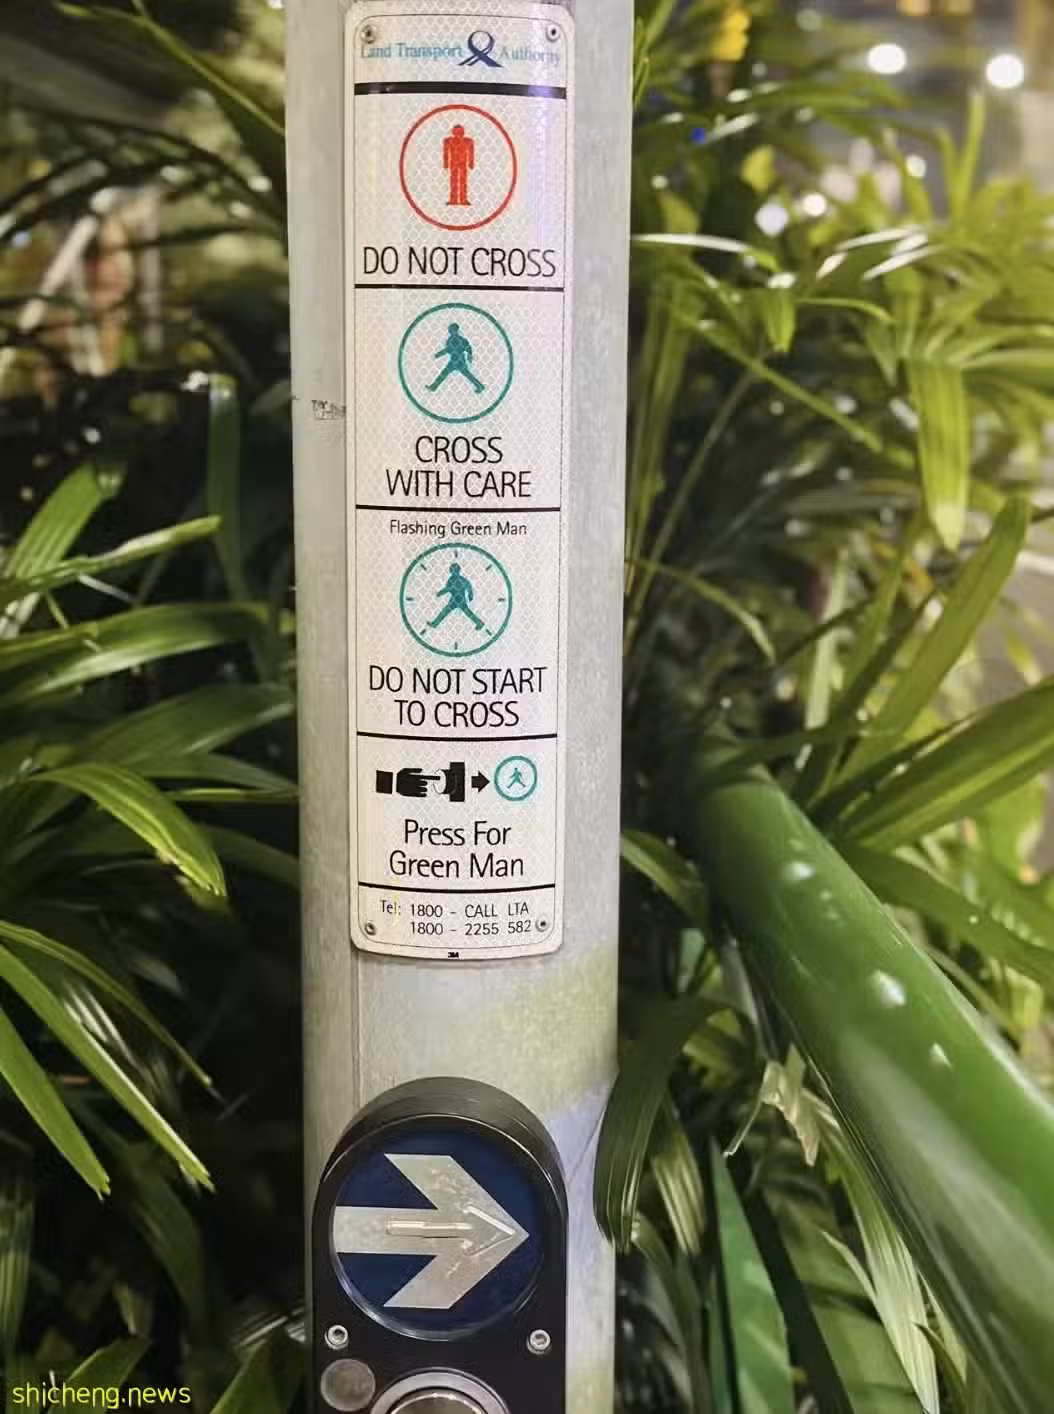 Land Transport Authority
DO NOT CROSS
CROSS
WITH CARE
Flashing Green Man
DO NOT START
TO CROSS
Press For
Green Man
Tel: 1800 - CALL LTA
1800 - 2255 582
3M
shicheng.news